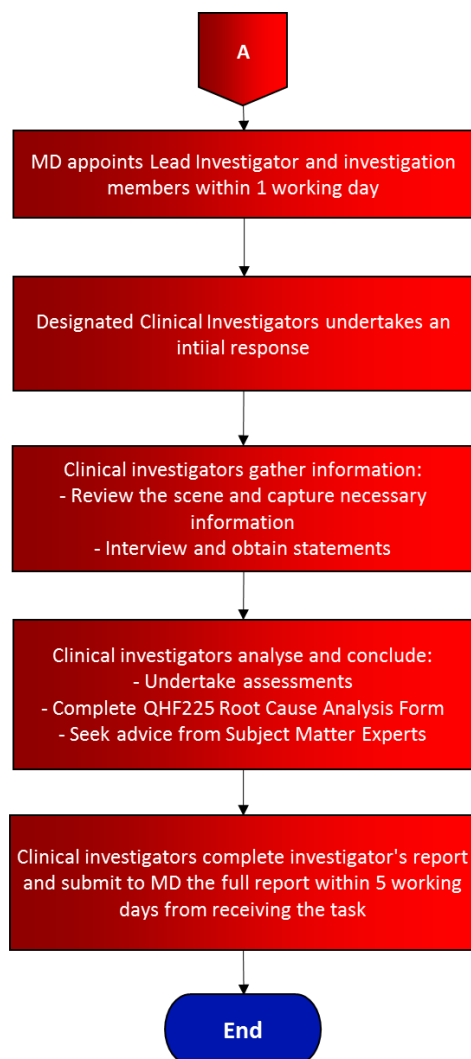 A
MD appoints Lead Investigator and investigation
members within 1 working day
Designated Clinical Investigators undertakes an
intiial response
Clinical investigators gather information:
- Review the scene and capture necessary
information
- Interview and obtain statements
Clinical investigators analyse and conclude:
- Undertake assessments
- Complete QHF225 Root Cause Analysis Form
- Seek advice from Subject Matter Experts
Clinical investigators complete investigator's report
and submit to MD the full report within 5 working
days from receiving the task
End